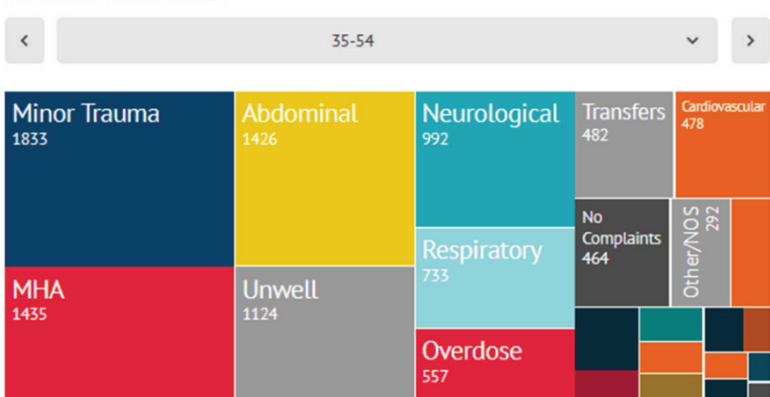 35-54
Minor Trauma
1833
Abdominal
1426
Neurological
992
Transfers
482
Cardiovascular
478
No
Complaints
464
Other/NOS
292
Respiratory
733
MHA
1435
Unwell
1124
Overdose
557